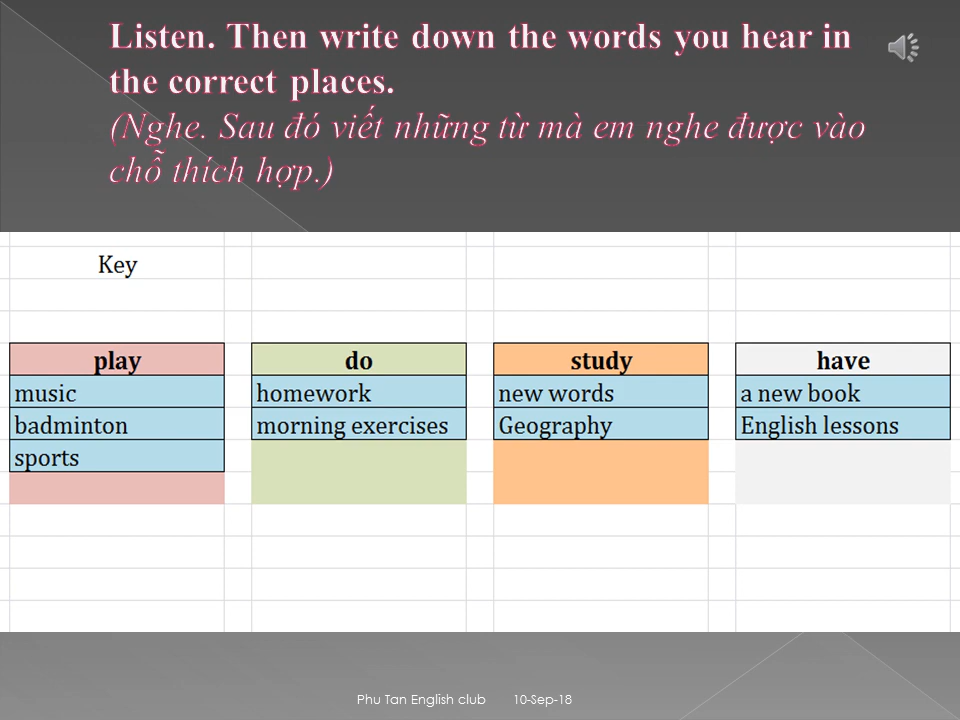 Listen. Then write down the words you hear in
the correct places.
(Nghe. Sau đó viết những từ mà em nghe được vào
chỗ thích hợp.)
Key
play do study have
music homework new words a new book
badminton morning exercises Geography English lessons
sports
Phu Tan English club 10-Sep-18